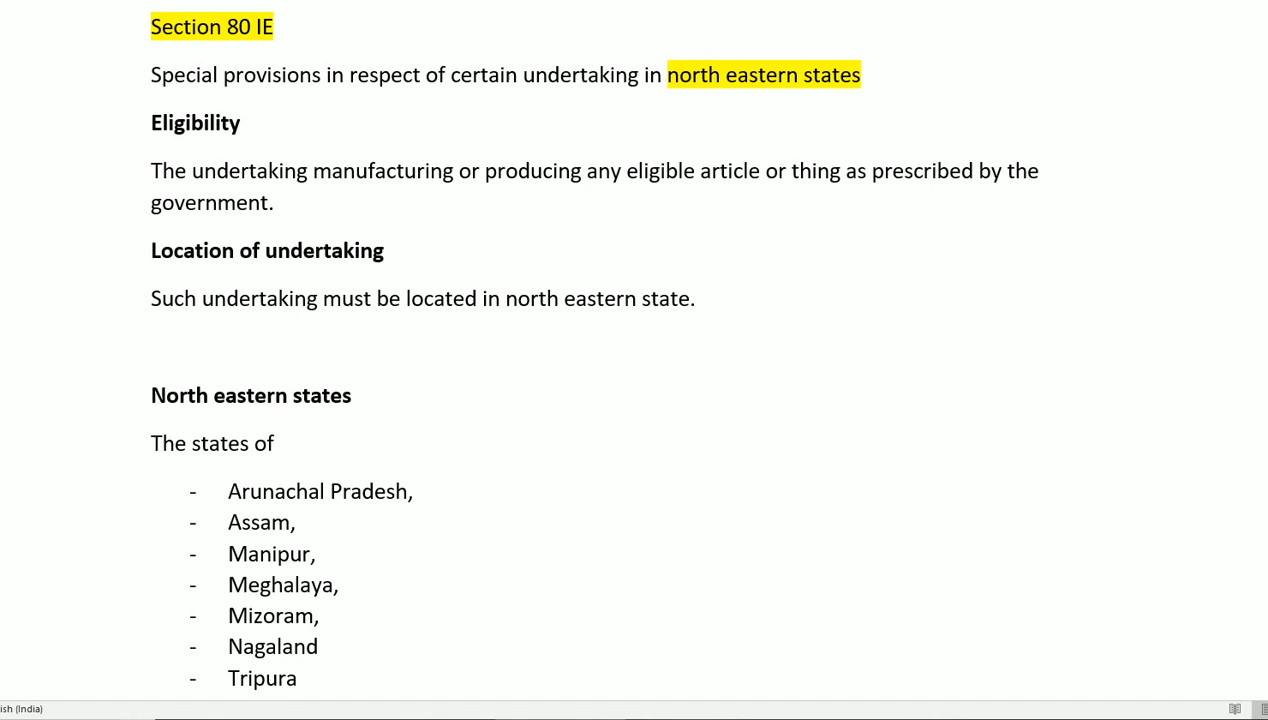 Section 80 IE
Special provisions in respect of certain undertaking in north eastern states
Eligibility
The undertaking manufacturing or producing any eligible article or thing as prescribed by the
government.
Location of undertaking
Such undertaking must be located in north eastern state.
North eastern states
The states of
- Arunachal Pradesh,
- Assam,
- Manipur,
- Meghalaya,
- Mizoram,
- Nagaland
- Tripura
ish (India)